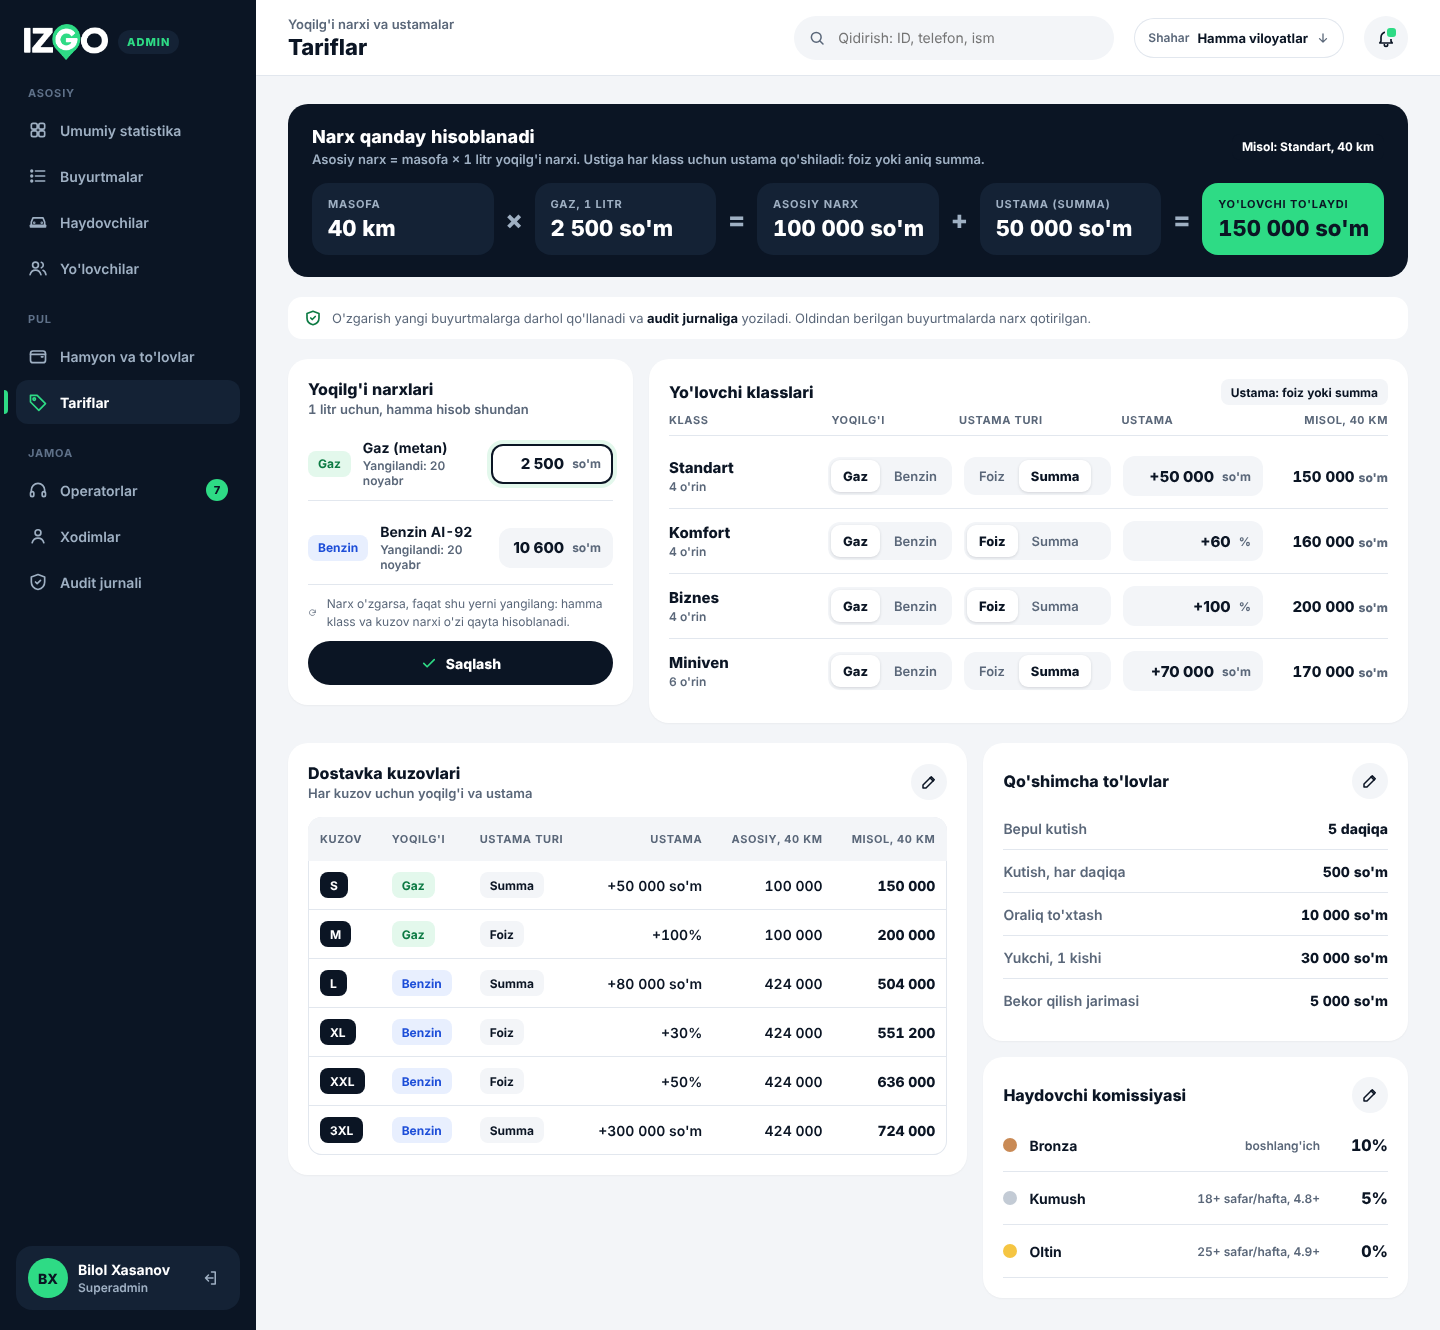 IZGO ADMIN
ASOSIY
Umumiy statistika
Buyurtmalar
Haydovchilar
Yo'lovchilar
PUL
Hamyon va to'lovlar
Tariflar
JAMOA
Operatorlar 7
Xodimlar
Audit jurnali
BX Bilol Xasanov
Superadmin
Yoqilg'i narxi va ustamalar
Tariflar
Qidirish: ID, telefon, ism
Shahar Hamma viloyatlar
Narx qanday hisoblanadi
Asosiy narx = masofa × 1 litr yoqilg'i narxi. Ustiga har klass uchun ustama qo'shiladi: foiz yoki aniq summa.
Misol: Standart, 40 km
MASOFA
40 km
×
GAZ, 1 LITR
2 500 so'm
=
ASOSIY NARX
100 000 so'm
+
USTAMA (SUMMA)
50 000 so'm
=
YO'LOVCHI TO'LAYDI
150 000 so'm
O'zgarish yangi buyurtmalarga darhol qo'llanadi va audit jurnaliga yoziladi. Oldindan berilgan buyurtmalarda narx qotirilgan.
Yoqilg'i narxlari
1 litr uchun, hamma hisob shundan
Gaz
Gaz (metan)
Yangilandi: 20
noyabr
2 500 so'm
Benzin
Benzin AI-92
Yangilandi: 20
noyabr
10 600 so'm
Narx o'zgarsa, faqat shu yerni yangilang: hamma
klass va kuzov narxi o'zi qayta hisoblanadi.
Saqlash
Yo'lovchi klasslari
Ustama: foiz yoki summa
KLASS YOQILG'I USTAMA TURI USTAMA MISOL, 40 KM
Standart
4 o'rin
Gaz Benzin Foiz Summa +50 000 so'm 150 000 so'm
Komfort
4 o'rin
Gaz Benzin Foiz Summa +60 % 160 000 so'm
Biznes
4 o'rin
Gaz Benzin Foiz Summa +100 % 200 000 so'm
Miniven
6 o'rin
Gaz Benzin Foiz Summa +70 000 so'm 170 000 so'm
Dostavka kuzovlari
Har kuzov uchun yoqilg'i va ustama
KUZOV YOQILG'I USTAMA TURI USTAMA ASOSIY, 40 KM MISOL, 40 KM
S Gaz Summa +50 000 so'm 100 000 150 000
M Gaz Foiz +100% 100 000 200 000
L Benzin Summa +80 000 so'm 424 000 504 000
XL Benzin Foiz +30% 424 000 551 200
XXL Benzin Foiz +50% 424 000 636 000
3XL Benzin Summa +300 000 so'm 424 000 724 000
Qo'shimcha to'lovlar
Bepul kutish 5 daqiqa
Kutish, har daqiqa 500 so'm
Oraliq to'xtash 10 000 so'm
Yukchi, 1 kishi 30 000 so'm
Bekor qilish jarimasi 5 000 so'm
Haydovchi komissiyasi
Bronza boshlang'ich 10%
Kumush 18+ safar/hafta, 4.8+ 5%
Oltin 25+ safar/hafta, 4.9+ 0%